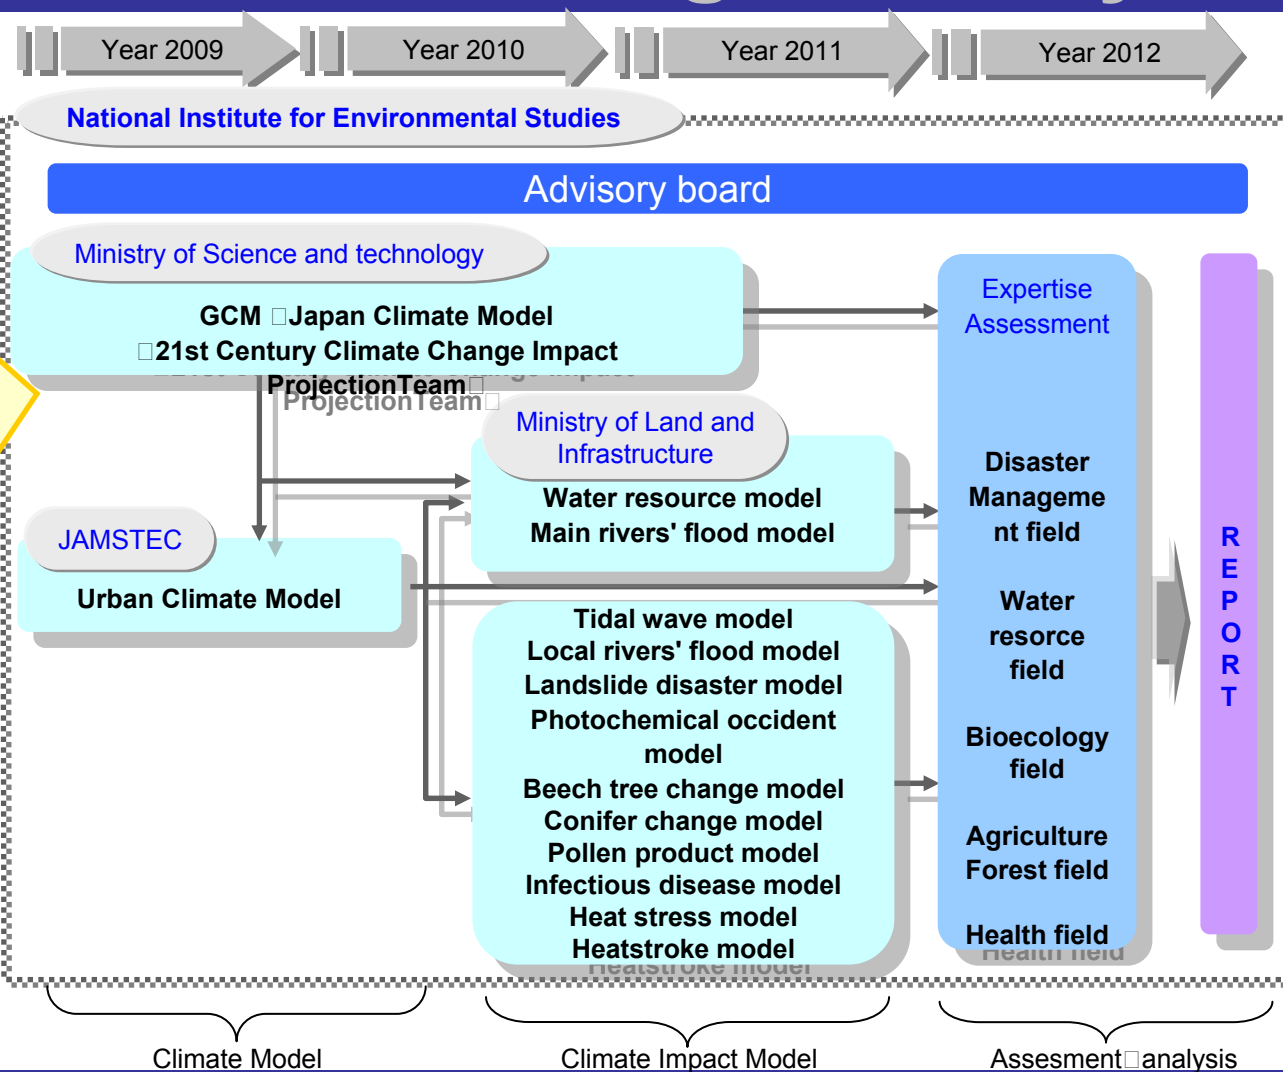 Year 2009
Year 2010
Year 2011
Year 2012
National Institute for Environmental Studies
Advisory board
Ministry of Science and technology
GCM □Japan Climate Model
□21st Century Climate Change Impact
ProjectionTeam□
Ministry of Land and
Infrastructure
Water resource model
Main rivers' flood model
JAMSTEC
Urban Climate Model
Tidal wave model
Local rivers' flood model
Landslide disaster model
Photochemical occident
model
Beech tree change model
Conifer change model
Pollen product model
Infectious disease model
Heat stress model
Heatstroke model
Expertise
Assessment
Disaster
Manageme
nt field
Water
resorce
field
Bioecology
field
Agriculture
Forest field
Health field
R
E
P
O
R
T
Climate Model
Climate Impact Model
Assesment□analysis